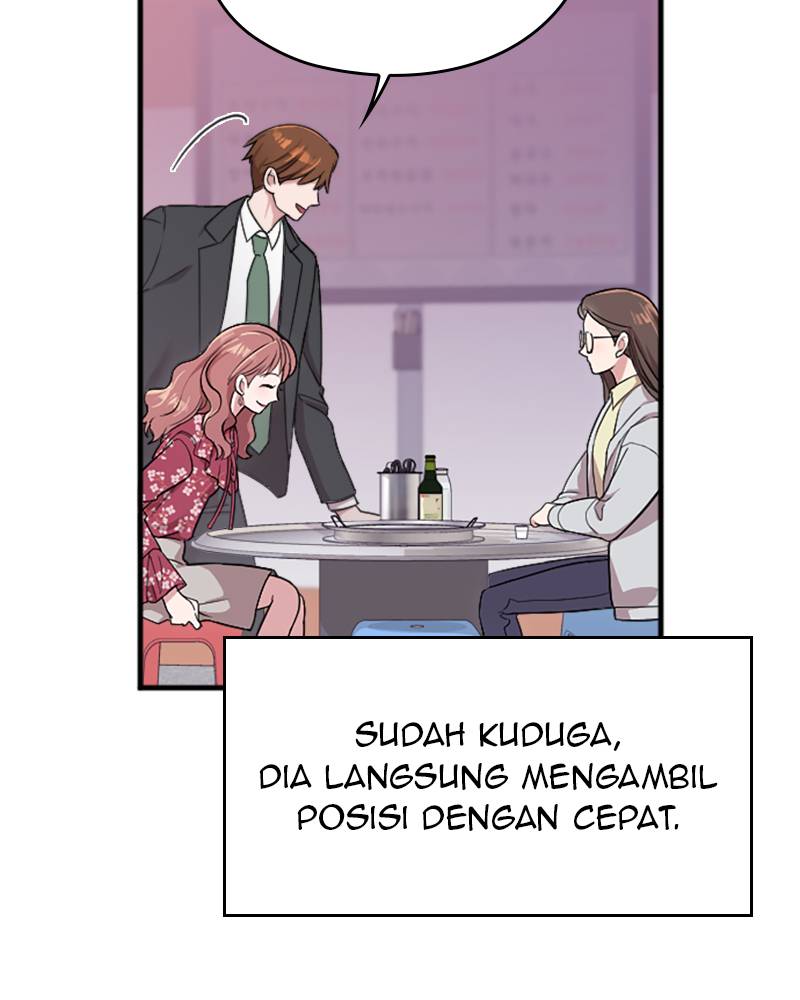 SUDAH KUDUGA,
DIA LANGSUNG MENGAMBIL
POSISI DENGAN CEPAT.